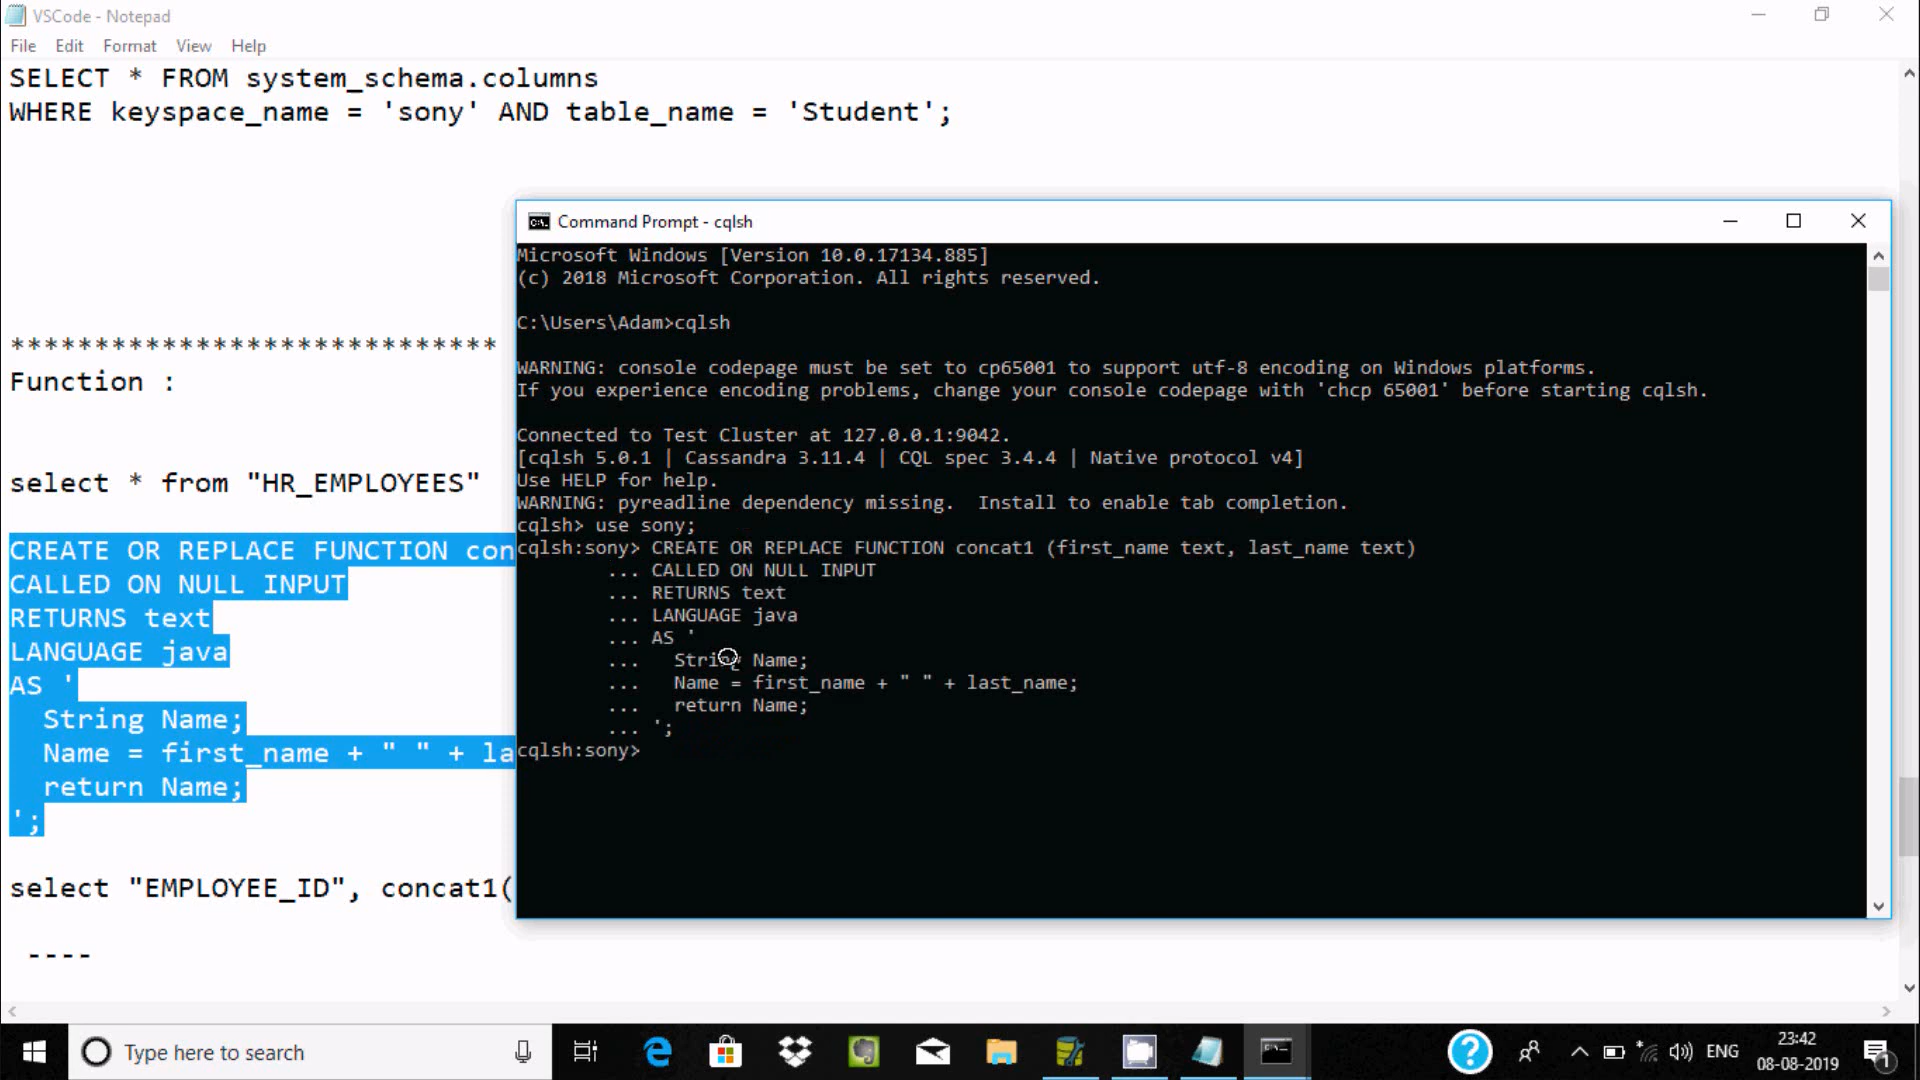 VSCode - Notepad
File Edit Format View Help
SELECT * FROM system_schema.columns
WHERE keyspace_name = 'sony' AND table_name = 'Student';
*****************************
Function :
select * from "HR_EMPLOYEES"
CREATE OR REPLACE FUNCTION con
CALLED ON NULL INPUT
RETURNS text
LANGUAGE java
AS '
String Name;
Name = first_name + " " + la
return Name;
';
select "EMPLOYEE_ID", concat1(
----
Command Prompt - cqlsh
Microsoft Windows [Version 10.0.17134.885]
(c) 2018 Microsoft Corporation. All rights reserved.
C:\Users\Adam>cqlsh
WARNING: console codepage must be set to cp65001 to support utf-8 encoding on Windows platforms.
If you experience encoding problems, change your console codepage with 'chcp 65001' before starting cqlsh.
Connected to Test Cluster at 127.0.0.1:9042.
[cqlsh 5.0.1 | Cassandra 3.11.4 | CQL spec 3.4.4 | Native protocol v4]
Use HELP for help.
WARNING: pyreadline dependency missing.  Install to enable tab completion.
cqlsh> use sony;
cqlsh:sony> CREATE OR REPLACE FUNCTION concat1 (first_name text, last_name text)
... CALLED ON NULL INPUT
... RETURNS text
... LANGUAGE java
... AS '
... String Name;
... Name = first_name + " " + last_name;
... return Name;
... ';
cqlsh:sony>
Type here to search
ENG
23:42
08-08-2019
1